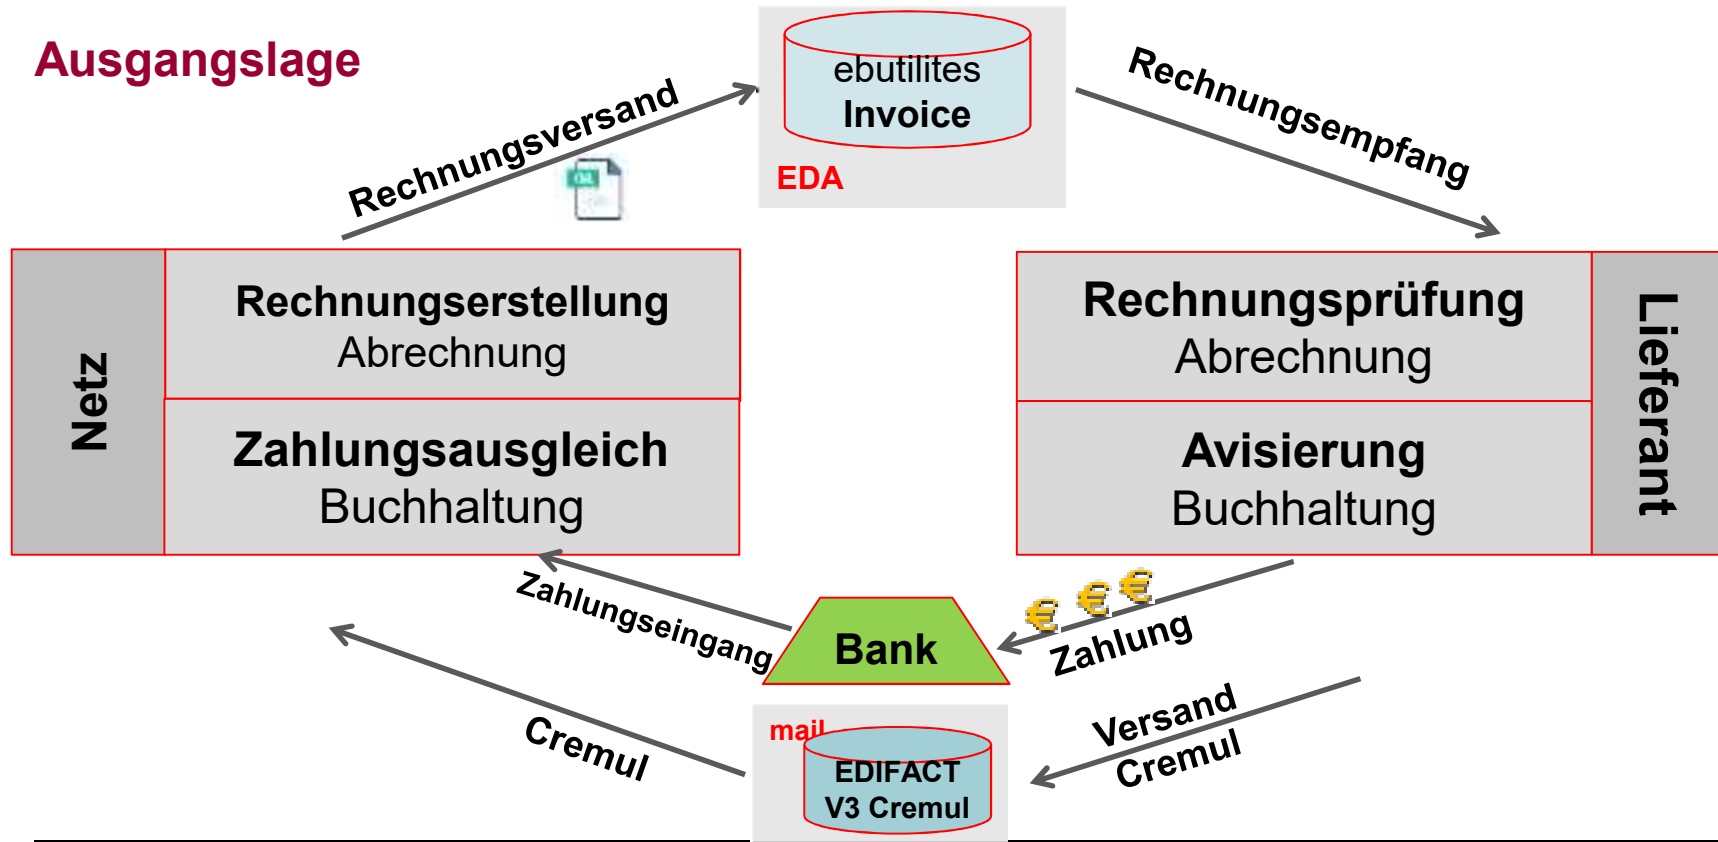 Ausgangslage
Rechnungsversand
ebutilites
Invoice
EDA
Rechnungsempfang
Netz
Rechnungserstellung
Abrechnung
Zahlungsausgleich
Buchhaltung
Rechnungsprüfung
Abrechnung
Avisierung
Buchhaltung
Lieferant
Zahlungseingang
Bank
Zahlung
Cremul
mail
EDIFACT
V3 Cremul
Versand
Cremul